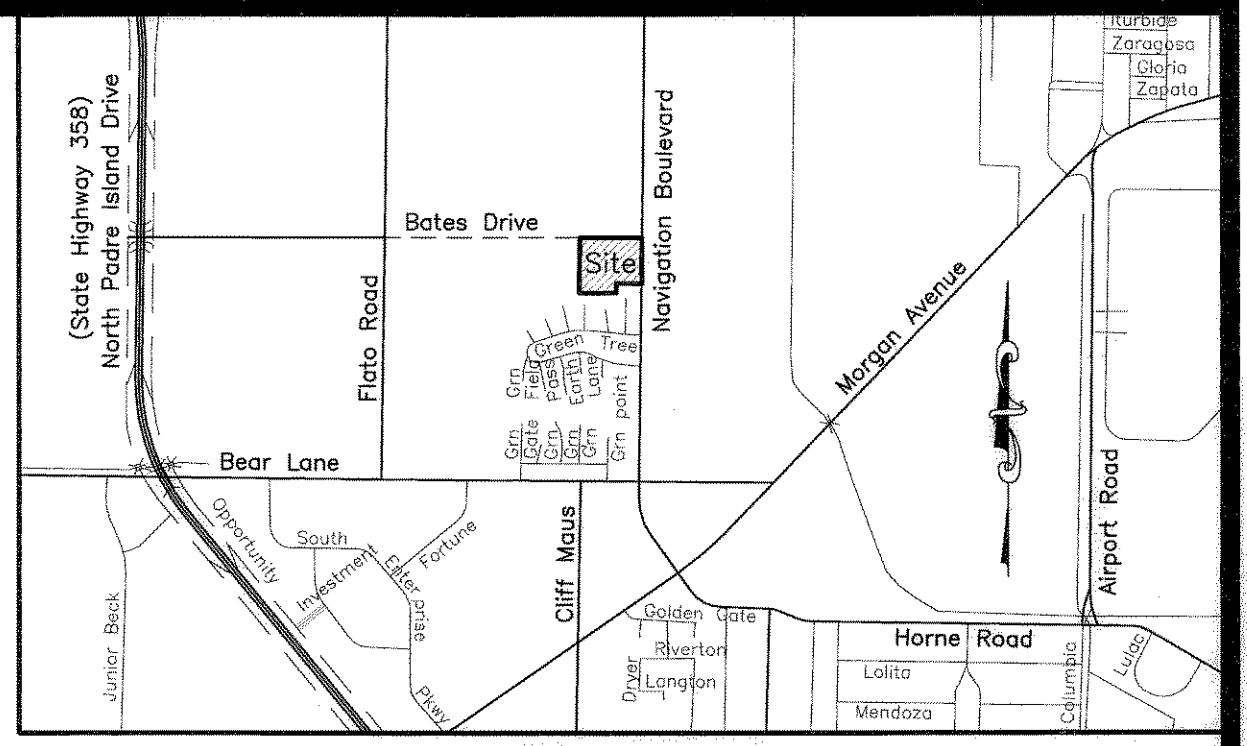 Iturbide
Zaragosa
Gloria
Zapata
(State Highway 358)
North Padre Island Drive
Navigation Boulevard
Bates Drive
Site
Flato Road
Morgan Avenue
Green Tree
Grn
Field
Pass
Earth
Lane
Grn point
Grn
Gate
Grn
Grn
Grn
Bear Lane
Airport Road
Opportunity
South
Investment
Enterprise
Fortune
Cliff Maus
Junior Beck
Pkwy
Golden Gate
Riverton
Dryer
Langton
Horne Road
Lolita
Mendoza
Columbia
Lulac